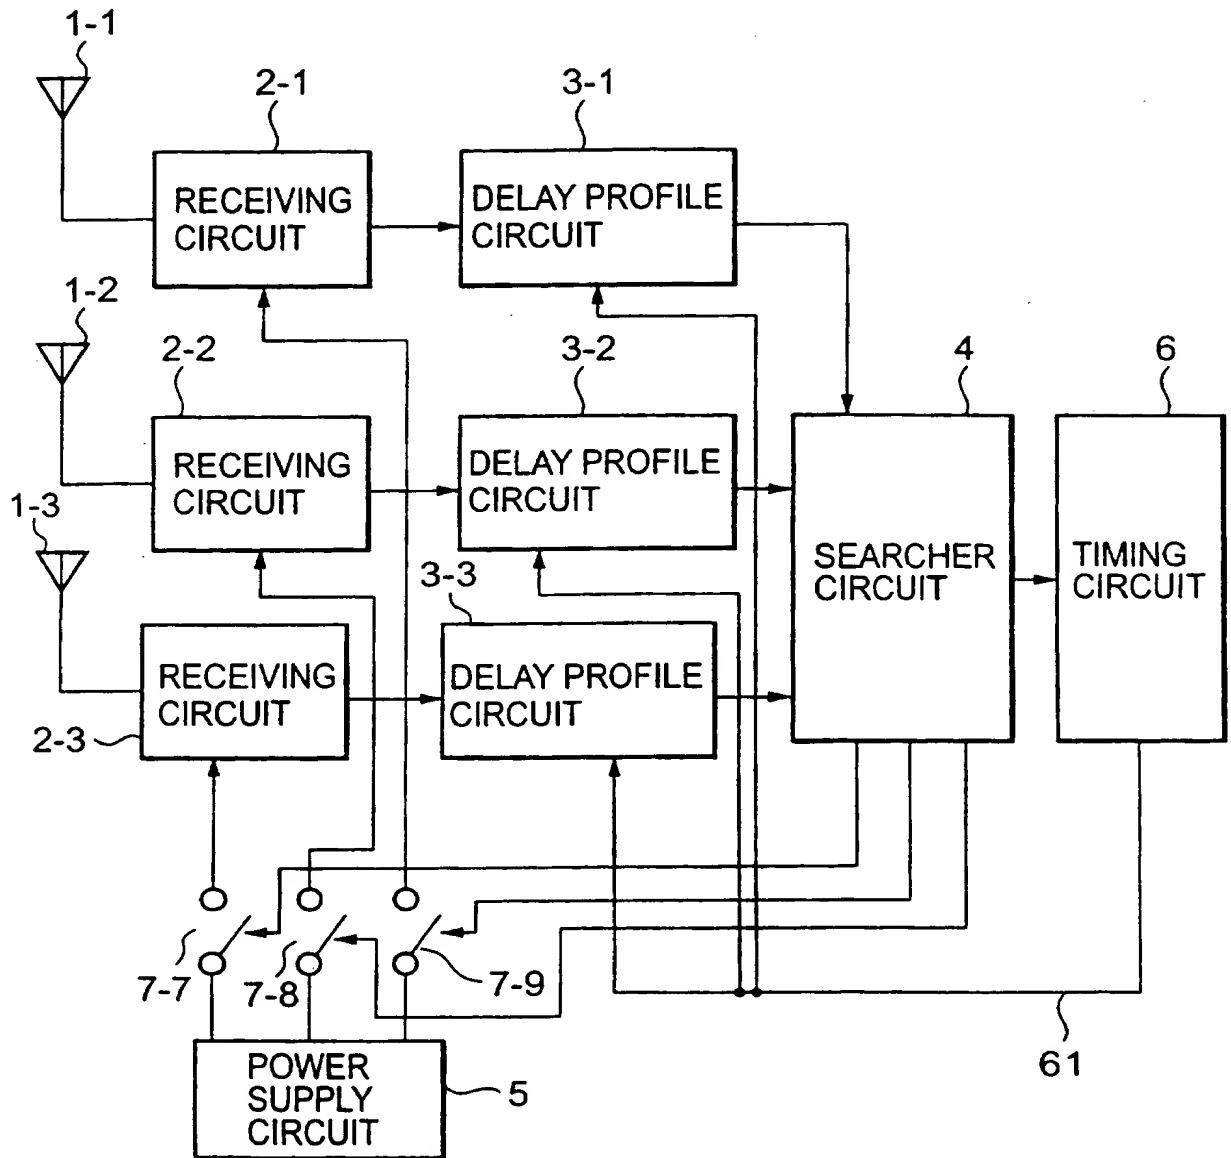 1-1
2-1
3-1
RECEIVING
CIRCUIT
DELAY PROFILE
CIRCUIT
1-2
2-2
3-2
4
6
RECEIVING
CIRCUIT
DELAY PROFILE
CIRCUIT
1-3
SEARCHER
CIRCUIT
TIMING
CIRCUIT
3-3
RECEIVING
CIRCUIT
DELAY PROFILE
CIRCUIT
2-3
7-7
7-8
7-9
POWER
SUPPLY
CIRCUIT
5
61